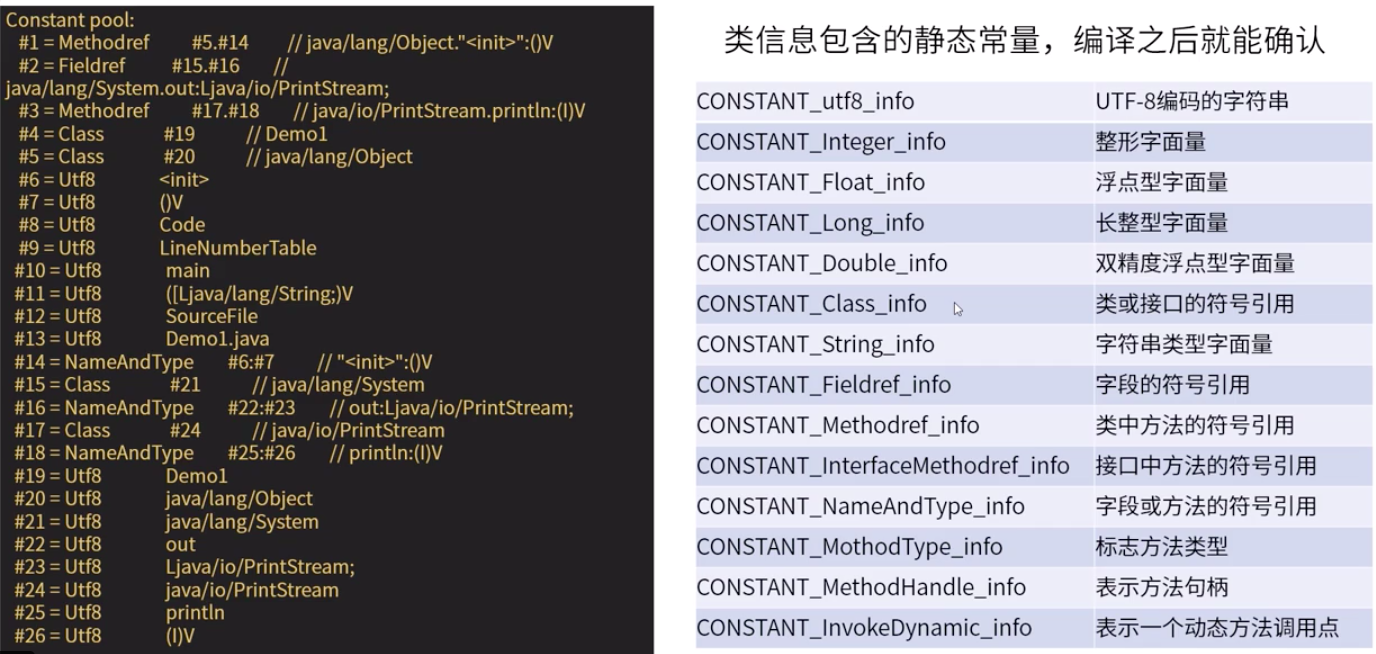 Constant pool:
#1 = Methodref #5.#14 // java/lang/Object."<init>":()V
#2 = Fieldref #15.#16 //
java/lang/System.out:Ljava/io/PrintStream;
#3 = Methodref #17.#18 // java/io/PrintStream.println:(I)V
#4 = Class #19 // Demo1
#5 = Class #20 // java/lang/Object
#6 = Utf8 <init>
#7 = Utf8 ()V
#8 = Utf8 Code
#9 = Utf8 LineNumberTable
#10 = Utf8 main
#11 = Utf8 ([Ljava/lang/String;)V
#12 = Utf8 SourceFile
#13 = Utf8 Demo1.java
#14 = NameAndType #6:#7 // "<init>":()V
#15 = Class #21 // java/lang/System
#16 = NameAndType #22:#23 // out:Ljava/io/PrintStream;
#17 = Class #24 // java/io/PrintStream
#18 = NameAndType #25:#26 // println:(I)V
#19 = Utf8 Demo1
#20 = Utf8 java/lang/Object
#21 = Utf8 java/lang/System
#22 = Utf8 out
#23 = Utf8 Ljava/io/PrintStream;
#24 = Utf8 java/io/PrintStream
#25 = Utf8 println
#26 = Utf8 (I)V
类信息包含的静态常量，编译之后就能确认
CONSTANT_utf8_info UTF-8编码的字符串
CONSTANT_Integer_info 整形字面量
CONSTANT_Float_info 浮点型字面量
CONSTANT_Long_info 长整型字面量
CONSTANT_Double_info 双精度浮点型字面量
CONSTANT_Class_info 类或接口的符号引用
CONSTANT_String_info 字符串类型字面量
CONSTANT_Fieldref_info 字段的符号引用
CONSTANT_Methodref_info 类中方法的符号引用
CONSTANT_InterfaceMethodref_info 接口中方法的符号引用
CONSTANT_NameAndType_info 字段或方法的符号引用
CONSTANT_MothodType_info 标志方法类型
CONSTANT_MethodHandle_info 表示方法句柄
CONSTANT_InvokeDynamic_info 表示一个动态方法调用点